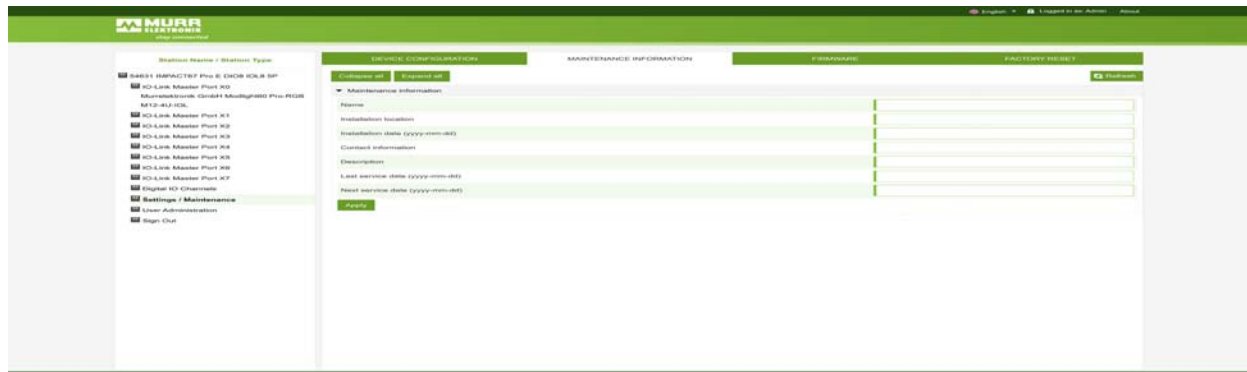 English Logged in as: Admin About
MURR
ELEKTRONIK
stay connected
Station Name / Station Type
54631 IMPACT67 Pro E DIO8 IOL8 5P
IO-Link Master Port X0
Murrelektronik GmbH Modlight60 Pro RGB
M12-4U-IOL
IO-Link Master Port X1
IO-Link Master Port X2
IO-Link Master Port X3
IO-Link Master Port X4
IO-Link Master Port X5
IO-Link Master Port X6
IO-Link Master Port X7
Digital IO Channels
Settings / Maintenance
User Administration
Sign Out
DEVICE CONFIGURATION MAINTENANCE INFORMATION FIRMWARE FACTORY RESET
Collapse all Expand all Refresh
Maintenance information
Name
Installation location
Installation date (yyyy-mm-dd)
Contact information
Description
Last service date (yyyy-mm-dd)
Next service date (yyyy-mm-dd)
Apply